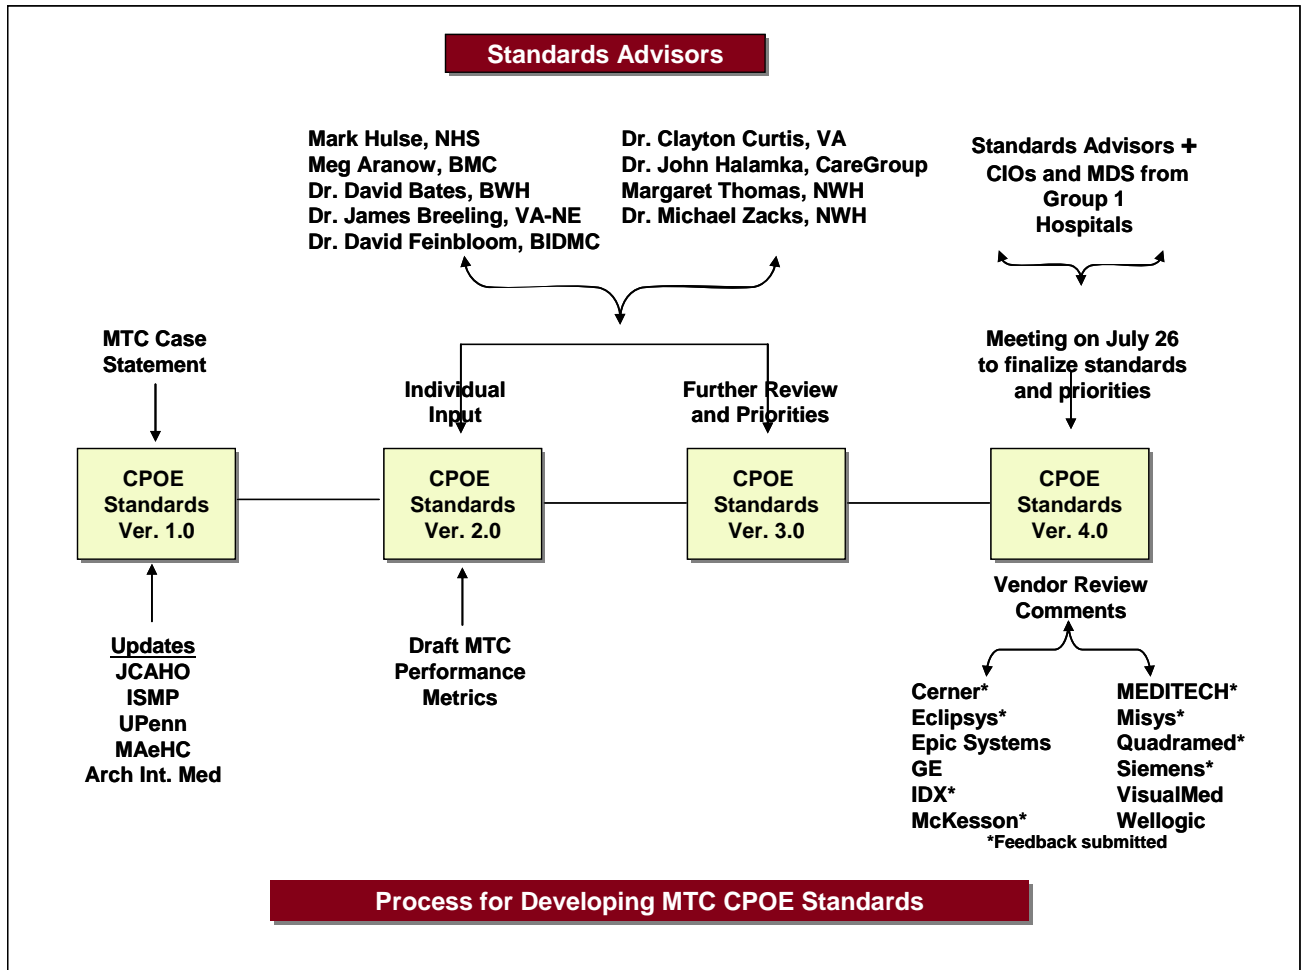 Standards Advisors
Mark Hulse, NHS
Meg Aranow, BMC
Dr. David Bates, BWH
Dr. James Breeling, VA-NE
Dr. David Feinbloom, BIDMC
Dr. Clayton Curtis, VA
Dr. John Halamka, CareGroup
Margaret Thomas, NWH
Dr. Michael Zacks, NWH
Standards Advisors +
CIOs and MDS from
Group 1
Hospitals
MTC Case
Statement
Individual
Input
Further Review
and Priorities
Meeting on July 26
to finalize standards
and priorities
CPOE
Standards
Ver. 1.0
CPOE
Standards
Ver. 2.0
CPOE
Standards
Ver. 3.0
CPOE
Standards
Ver. 4.0
Updates
JCAHO
ISMP
UPenn
MAeHC
Arch Int. Med
Draft MTC
Performance
Metrics
Vendor Review
Comments
Cerner*
Eclipsys*
Epic Systems
GE
IDX*
McKesson*
MEDITECH*
Misys*
Quadramed*
Siemens*
VisualMed
Wellogic
*Feedback submitted
Process for Developing MTC CPOE Standards